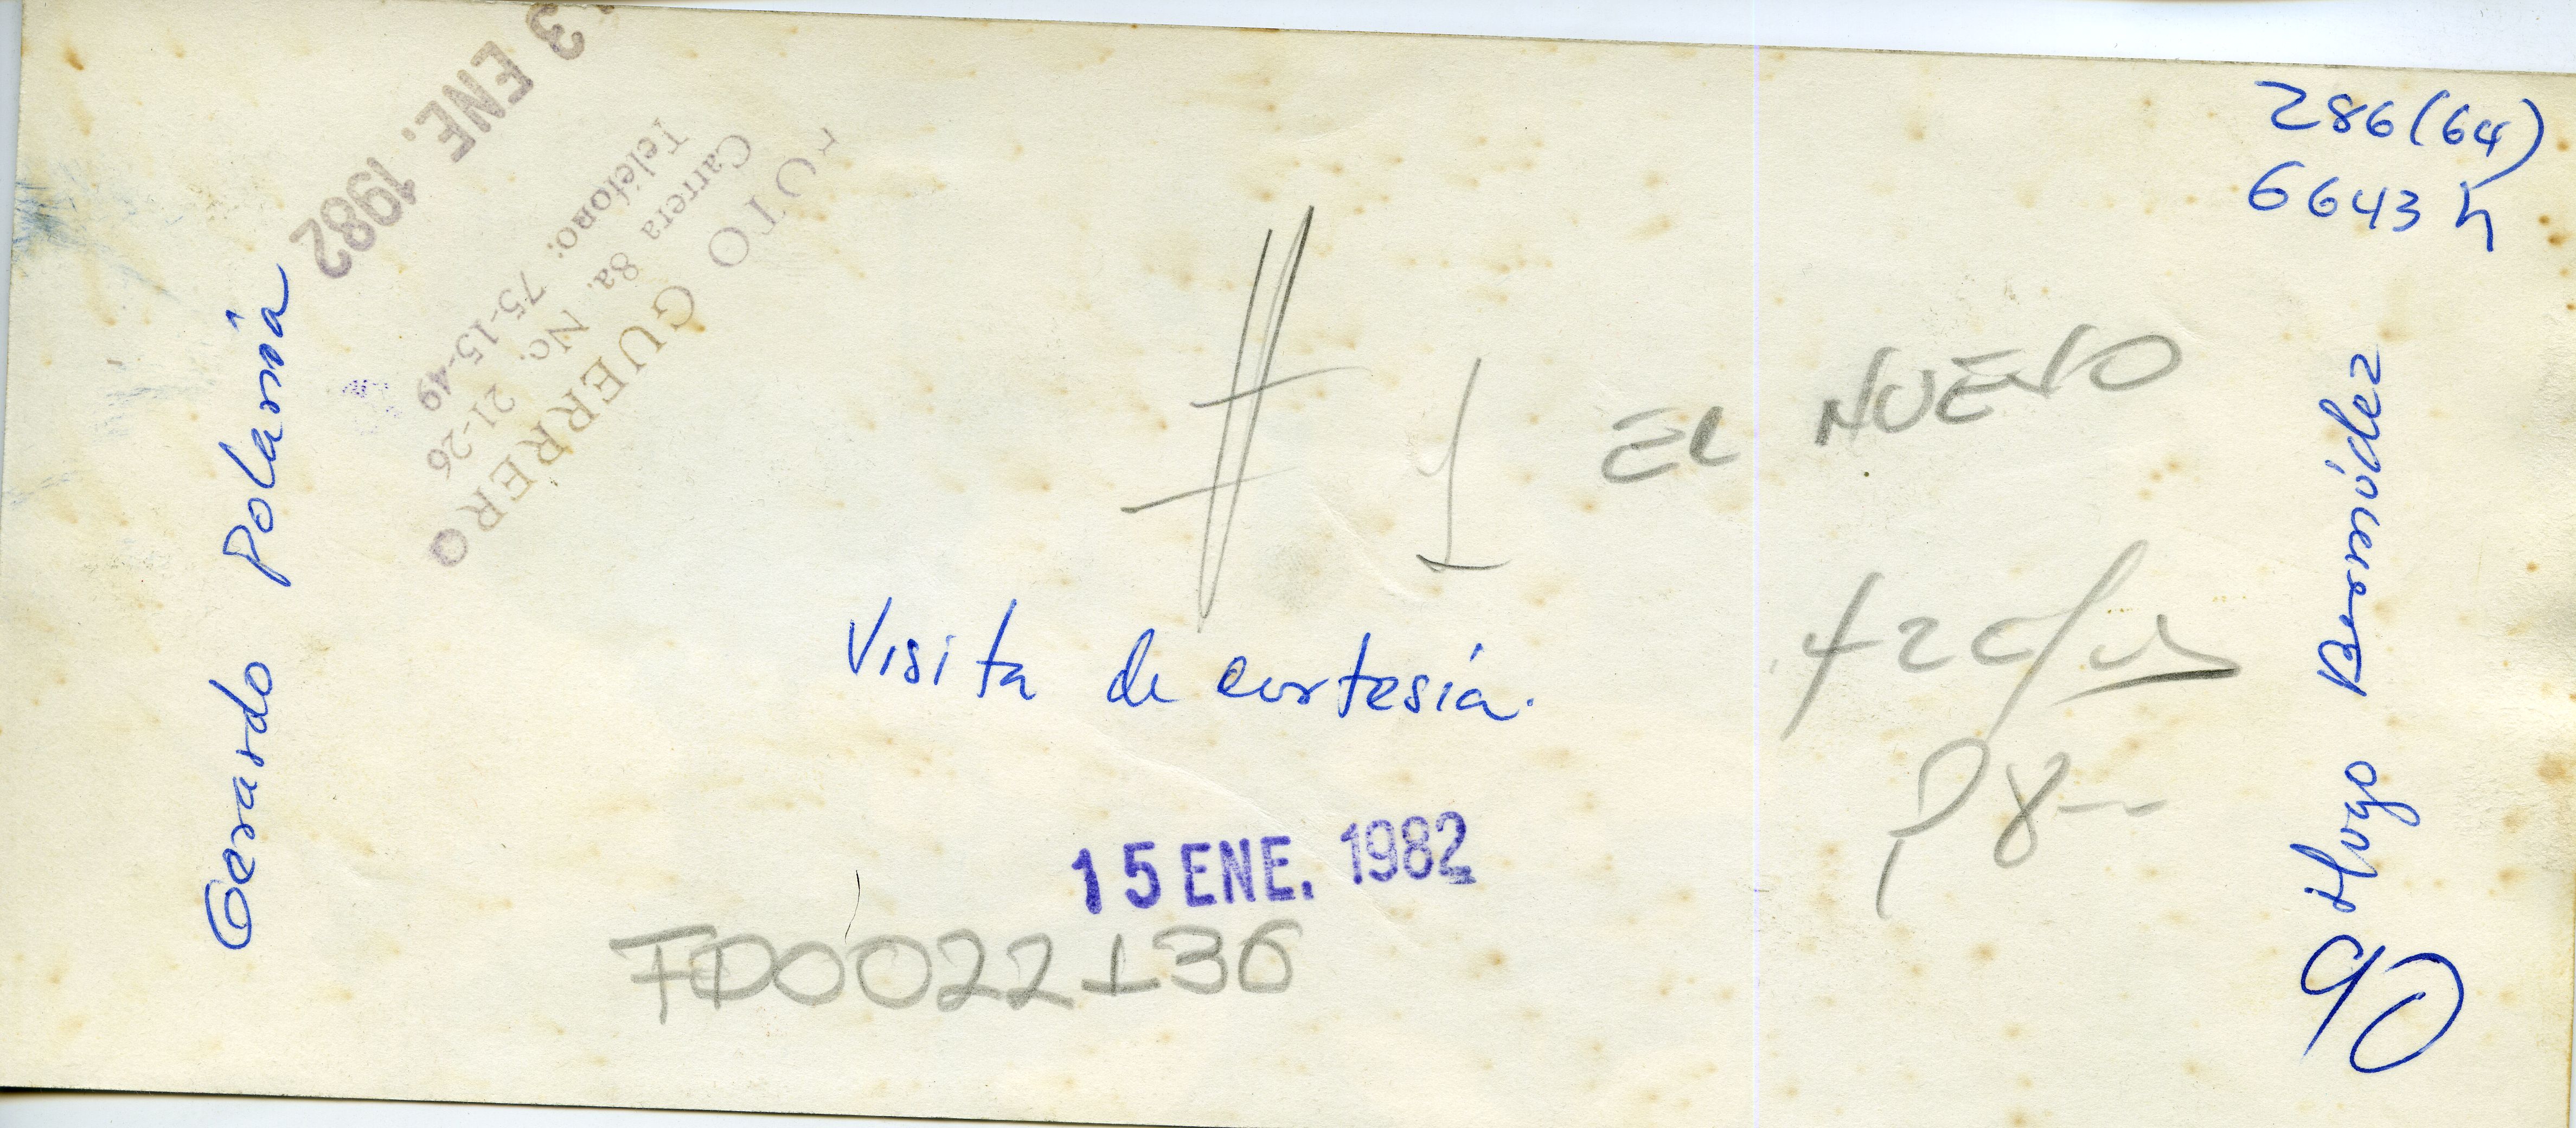 13 ENE. 1982
FOTO GUERRERO
Carrera 8a. No. 21-26
Teléfono: 75-15-49
286(64)
6643 h
Gerardo Polanía
# 1 EL NUEVO
Visita de cortesía.
15 ENE. 1982
FD0022136
P8--
Hugo Bermúdez
90